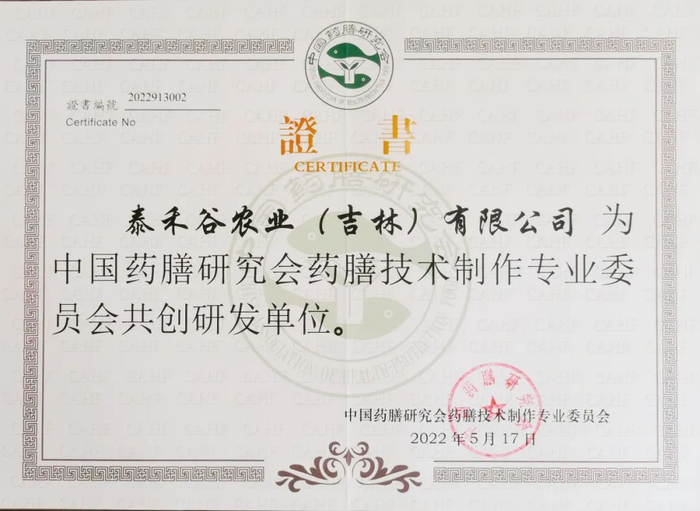 中国药膳研究会
證書編號 2022913002
Certificate No
證書
CERTIFICATE
泰禾谷农业（吉林）有限公司 为
中国药膳研究会药膳技术制作专业委
员会共创研发单位。
中国药膳研究会药膳技术制作专业委员会
2022年5月17日